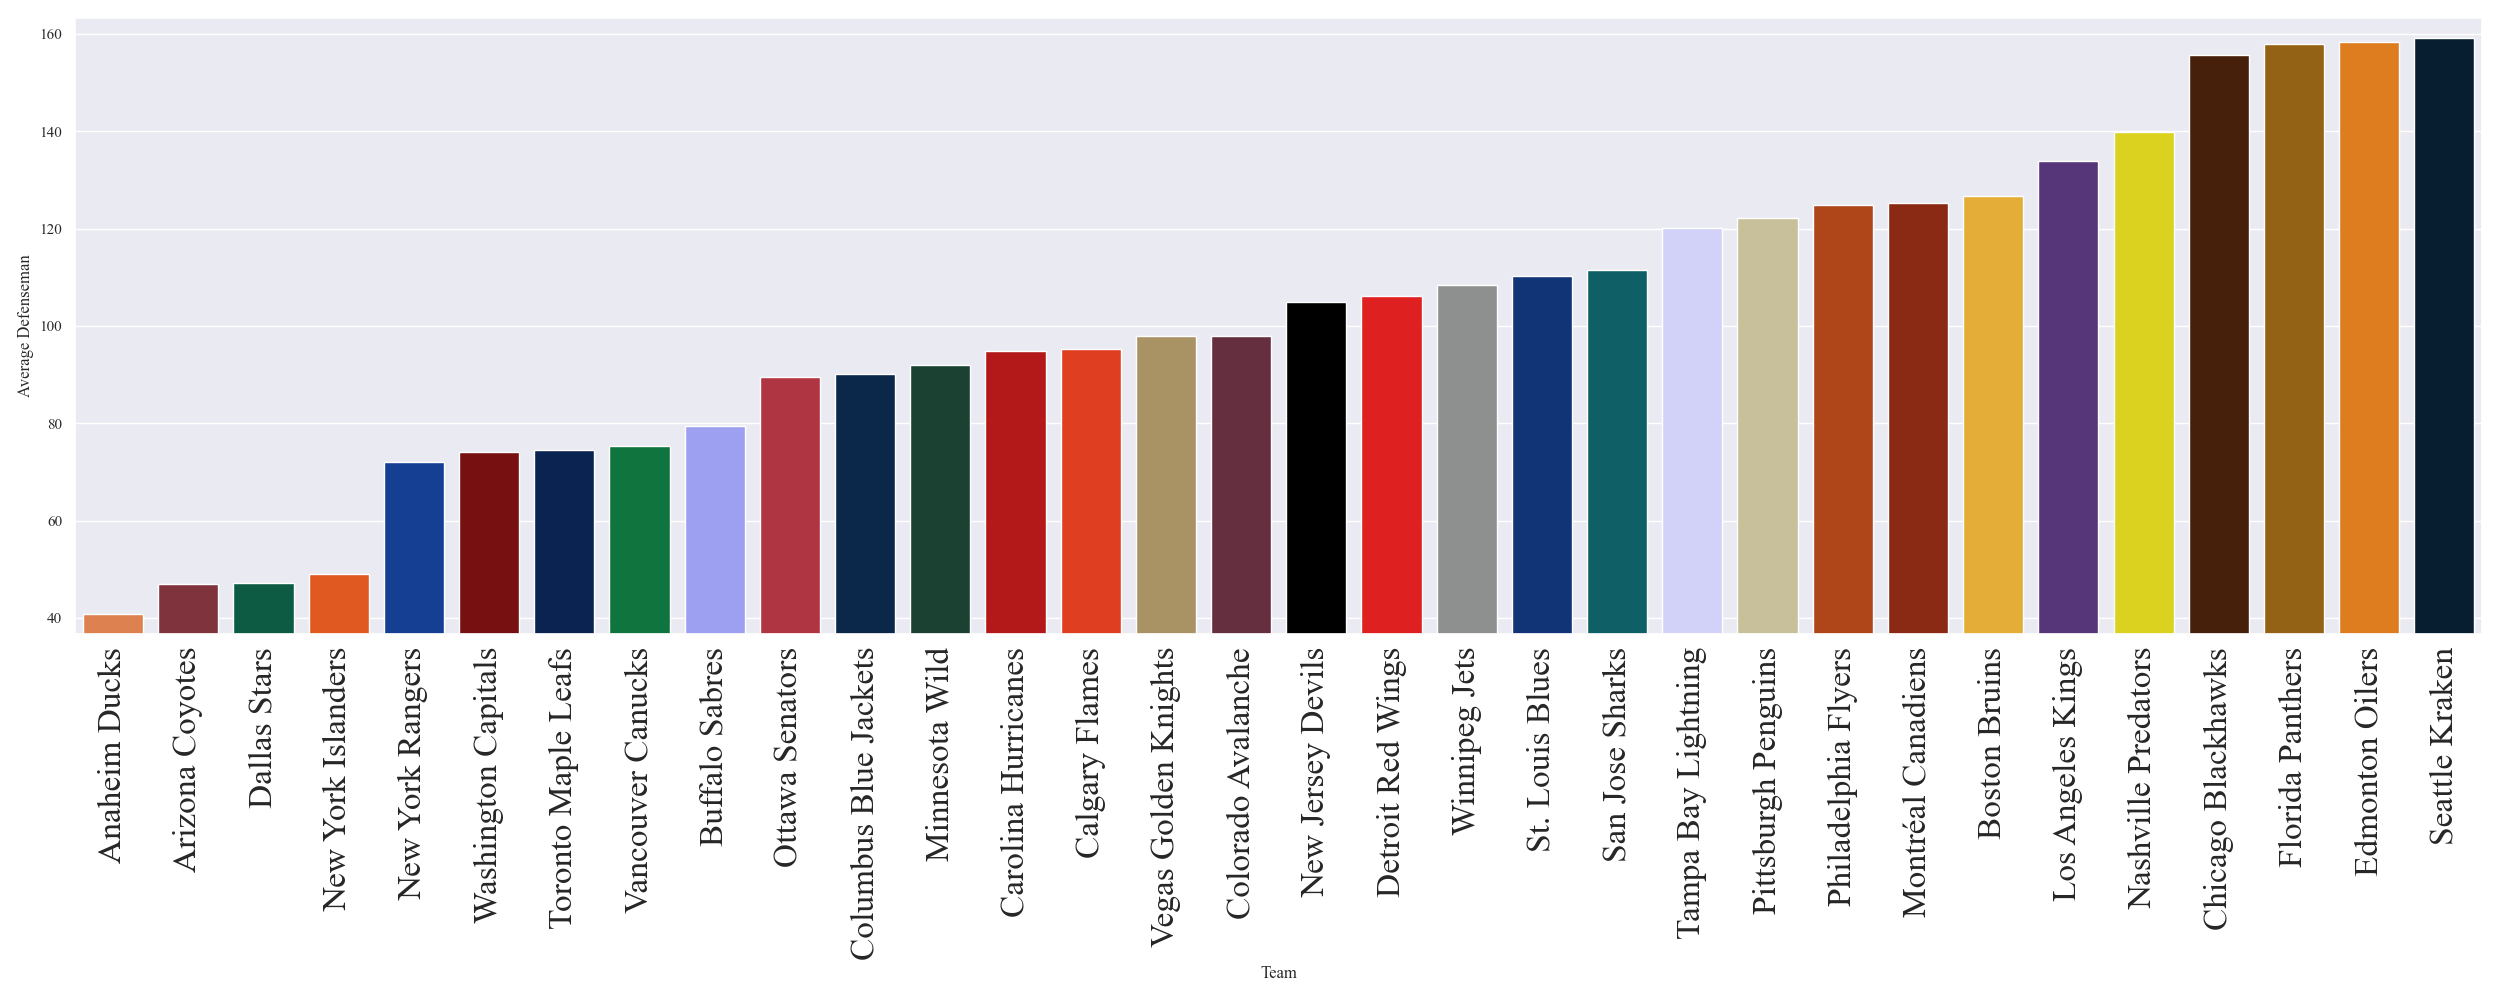 160
140
120
100
80
60
40
Average Defenseman
Anaheim Ducks
Arizona Coyotes
Dallas Stars
New York Islanders
New York Rangers
Washington Capitals
Toronto Maple Leafs
Vancouver Canucks
Buffalo Sabres
Ottawa Senators
Columbus Blue Jackets
Minnesota Wild
Carolina Hurricanes
Calgary Flames
Vegas Golden Knights
Colorado Avalanche
New Jersey Devils
Detroit Red Wings
Winnipeg Jets
St. Louis Blues
San Jose Sharks
Tampa Bay Lightning
Pittsburgh Penguins
Philadelphia Flyers
Montréal Canadiens
Boston Bruins
Los Angeles Kings
Nashville Predators
Chicago Blackhawks
Florida Panthers
Edmonton Oilers
Seattle Kraken
Team